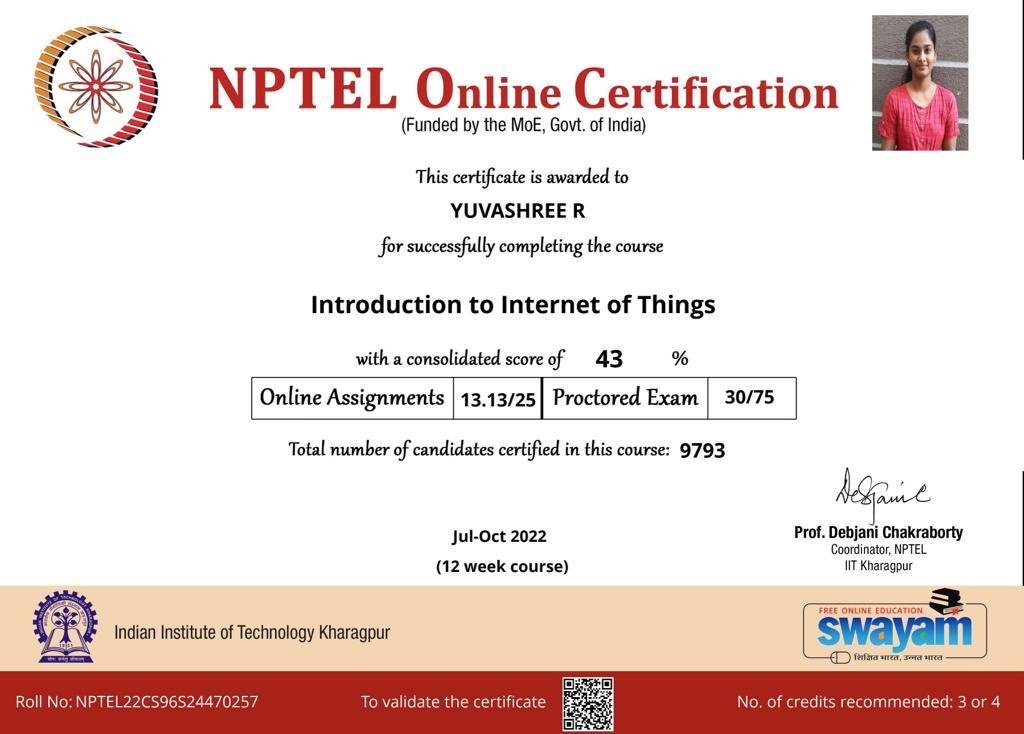 NPTEL Online Certification
(Funded by the MoE, Govt. of India)
This certificate is awarded to
YUVASHREE R
for successfully completing the course
Introduction to Internet of Things
with a consolidated score of 43 %
Online Assignments 13.13/25 Proctored Exam 30/75
Total number of candidates certified in this course: 9793
Jul-Oct 2022
(12 week course)
Prof. Debjani Chakraborty
Coordinator, NPTEL
IIT Kharagpur
Indian Institute of Technology Kharagpur
FREE ONLINE EDUCATION
swayam
शिक्षित भारत, उन्नत भारत
Roll No: NPTEL22CS96S24470257
To validate the certificate
No. of credits recommended: 3 or 4